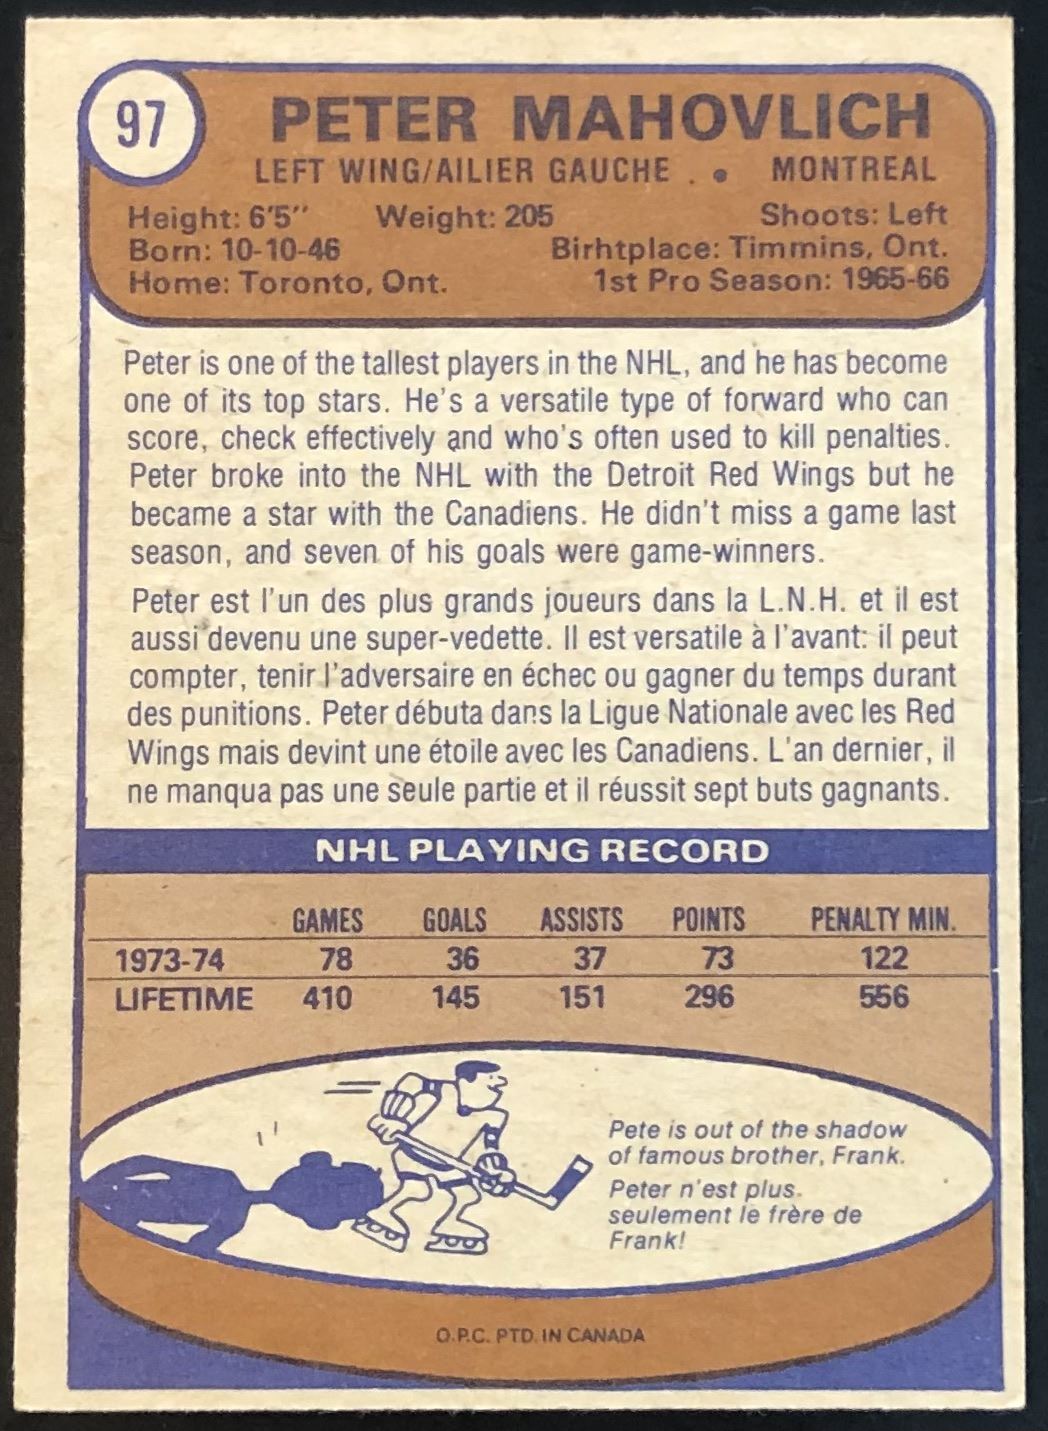 97
PETER MAHOVLICH
LEFT WING/AILIER GAUCHE . • MONTREAL
Height: 6'5" Weight: 205 Shoots: Left
Born: 10-10-46 Birhtplace: Timmins, Ont.
Home: Toronto, Ont. 1st Pro Season: 1965-66
Peter is one of the tallest players in the NHL, and he has become
one of its top stars. He's a versatile type of forward who can
score, check effectively and who's often used to kill penalties.
Peter broke into the NHL with the Detroit Red Wings but he
became a star with the Canadiens. He didn't miss a game last
season, and seven of his goals were game-winners.
Peter est l'un des plus grands joueurs dans la L.N.H. et il est
aussi devenu une super-vedette. Il est versatile à l'avant: il peut
compter, tenir l'adversaire en échec ou gagner du temps durant
des punitions. Peter débuta dans la Ligue Nationale avec les Red
Wings mais devint une étoile avec les Canadiens. L'an dernier, il
ne manqua pas une seule partie et il réussit sept buts gagnants.
NHL PLAYING RECORD
GAMES GOALS ASSISTS POINTS PENALTY MIN.
1973-74 78 36 37 73 122
LIFETIME 410 145 151 296 556
Pete is out of the shadow
of famous brother, Frank.
Peter n'est plus.
seulement le frère de
Frank!
O.P.C. PTD. IN CANADA